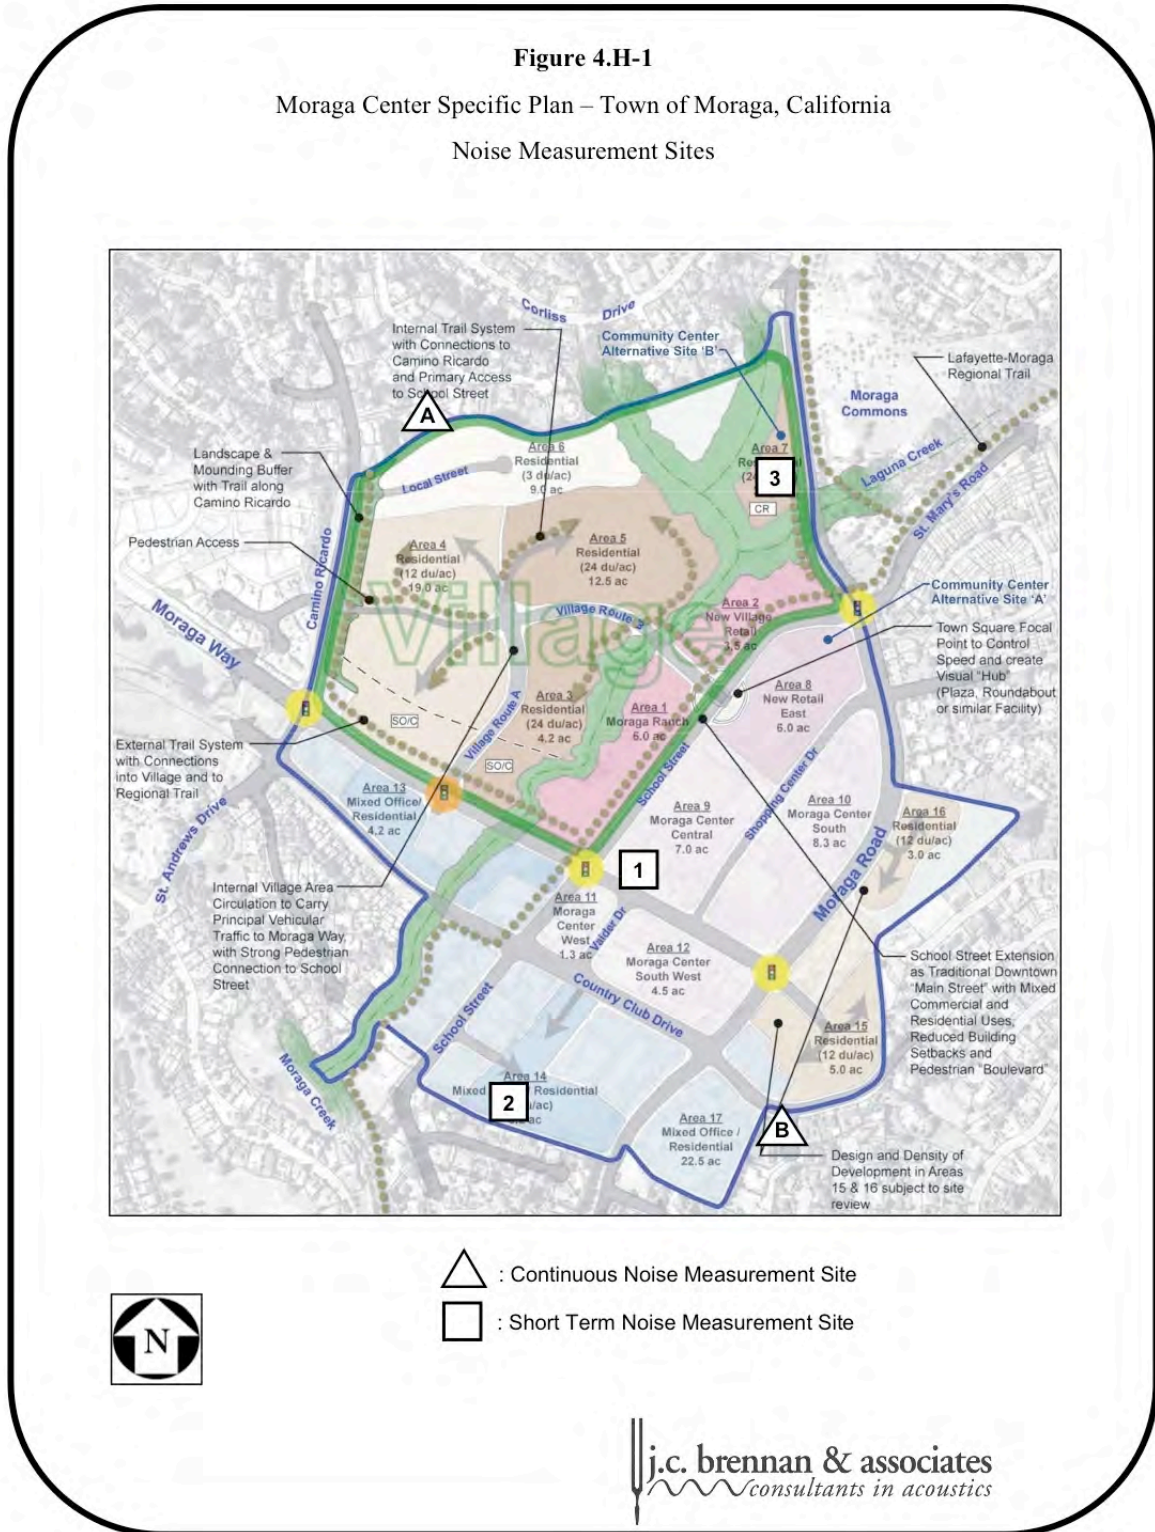 Figure 4.H-1
Moraga Center Specific Plan – Town of Moraga, California
Noise Measurement Sites
Corliss Drive
Internal Trail System
with Connections to
Camino Ricardo
and Primary Access
to School Street
Community Center
Alternative Site 'B'
Lafayette-Moraga
Regional Trail
Moraga
Commons
A
Landscape &
Mounding Buffer
with Trail along
Camino Ricardo
Local Street
Area 6
Residential
(3 du/ac)
9.0 ac
Area 7
3
CR
Laguna Creek
St. Mary's Road
Pedestrian Access
Camino Ricardo
Area 4
Residential
(12 du/ac)
19.0 ac
Area 5
Residential
(24 du/ac)
12.5 ac
Village
Village Route
Area 2
New Village
Retail
3.5 ac
Community Center
Alternative Site 'A'
Moraga Way
Town Square Focal
Point to Control
Speed and create
Visual "Hub"
(Plaza, Roundabout
or similar Facility)
Area 3
Residential
(24 du/ac)
4.2 ac
Area 1
Moraga Ranch
6.0 ac
Area 8
New Retail
East
6.0 ac
SO/C
SO/C
Village Route A
External Trail System
with Connections
into Village and to
Regional Trail
School Street
Shopping Center Dr
Area 13
Mixed Office/
Residential
4.2 ac
Area 9
Moraga Center
Central
7.0 ac
Area 10
Moraga Center
South
8.3 ac
Area 16
Residential
(12 du/ac)
3.0 ac
St. Andrews Drive
Moraga Road
1
Internal Village Area
Circulation to Carry
Principal Vehicular
Traffic to Moraga Way,
with Strong Pedestrian
Connection to School
Street
Area 11
Moraga
Center
West
1.3 ac
Vaider Dr
Area 12
Moraga Center
South West
4.5 ac
School Street Extension
as Traditional Downtown
"Main Street" with Mixed
Commercial and
Residential Uses,
Reduced Building
Setbacks and
Pedestrian "Boulevard"
School Street
Country Club Drive
Area 15
Residential
(12 du/ac)
5.0 ac
Moraga Creek
Area 14
Mixed Residential
2
Area 17
Mixed Office /
Residential
22.5 ac
B
Design and Density of
Development in Areas
15 & 16 subject to site
review
: Continuous Noise Measurement Site
: Short Term Noise Measurement Site
N
j.c. brennan & associates
consultants in acoustics